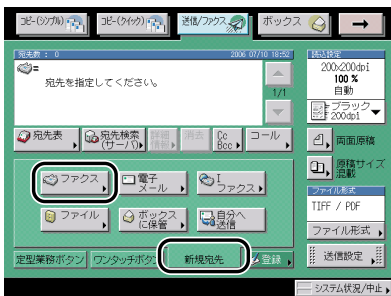 コピー(シンプル)
コピー(クイック)
送信/ファクス
ボックス
宛先数 : 0
2006 07/10 18:52
宛先を指定してください。
1/1
読込設定
200×200dpi
100 %
自動
ブラック
200dpi
宛先表
宛先検索
(サーバ)
詳細
情報
消去
Cc
Bcc
コール
両面原稿
原稿サイズ
混載
ファクス
電子
メール
I
ファクス
ファイル
ボックス
に保管
自分へ
送信
ファイル形式
TIFF / PDF
ファイル形式
定型業務ボタン
ワンタッチボタン
新規宛先
登録
送信設定
システム状況/中止